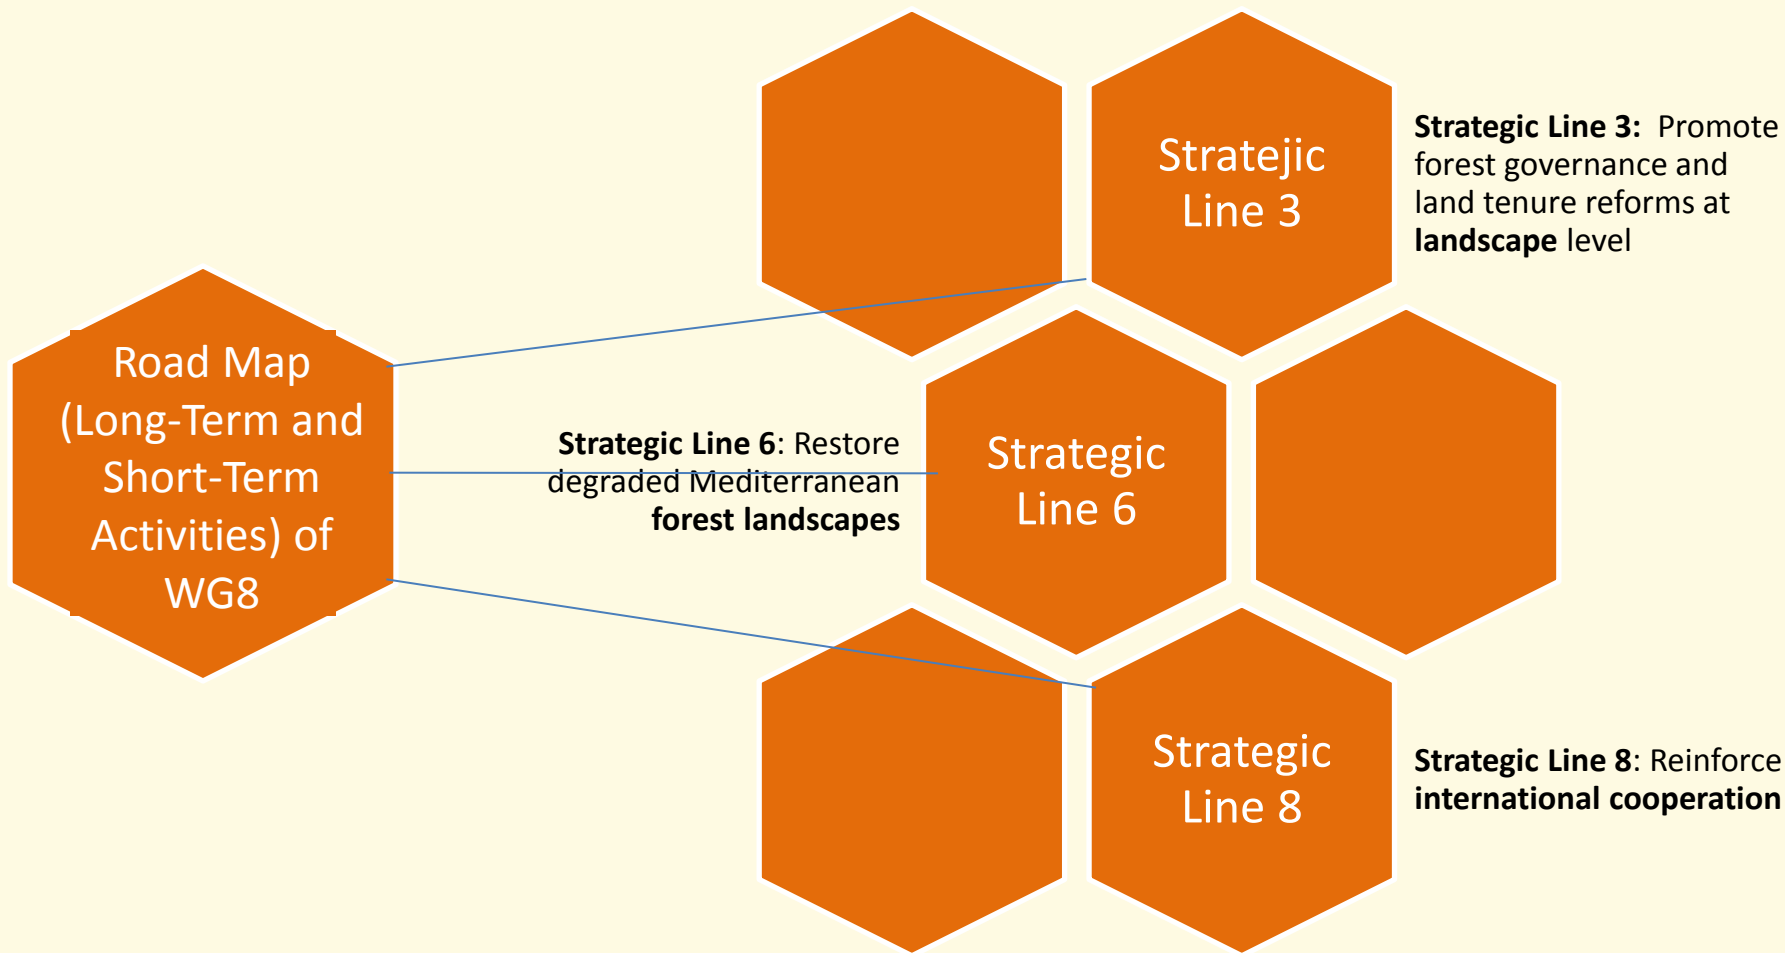 Road Map
(Long-Term and
Short-Term
Activities) of
WG8
Stratejic
Line 3
Strategic Line 3: Promote
forest governance and
land tenure reforms at
landscape level
Strategic Line 6: Restore
degraded Mediterranean
forest landscapes
Strategic
Line 6
Strategic
Line 8
Strategic Line 8: Reinforce
international cooperation